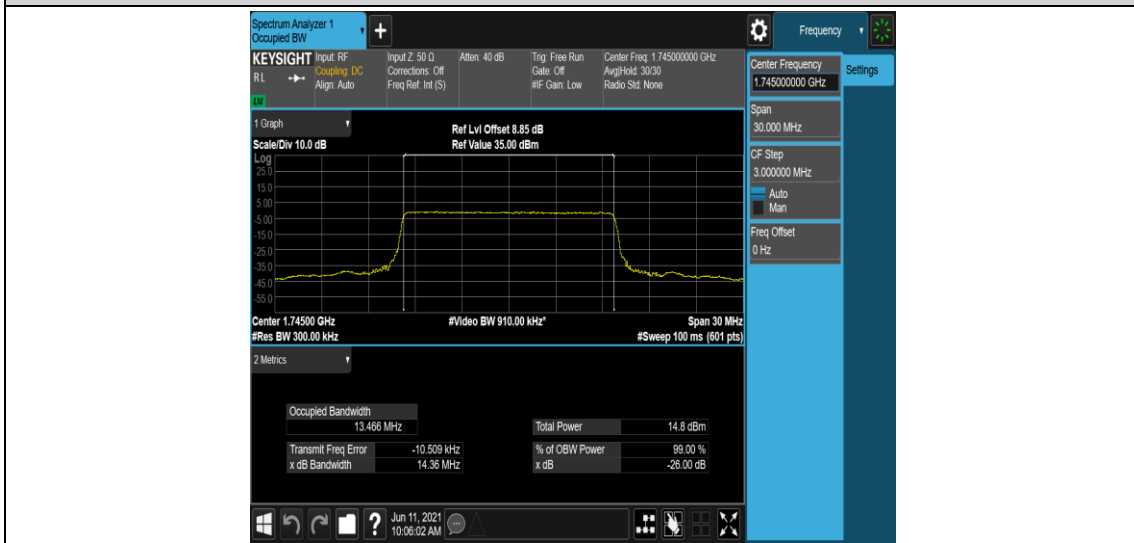 Spectrum Analyzer 1
Occupied BW
+
Frequency
KEYSIGHT
RL
LXI
Input: RF
Coupling: DC
Align: Auto
Input Z: 50 Ω
Corrections: Off
Freq Ref: Int (S)
Atten: 40 dB
Trig: Free Run
Gate: Off
#IF Gain: Low
Center Freq: 1.745000000 GHz
Avg|Hold: 30/30
Radio Std: None
Center Frequency
1.745000000 GHz
Settings
Span
30.000 MHz
CF Step
3.000000 MHz
Auto
Man
Freq Offset
0 Hz
1 Graph
Scale/Div 10.0 dB
Ref Lvl Offset 8.85 dB
Ref Value 35.00 dBm
Log
25.0
15.0
5.00
-5.00
-15.0
-25.0
-35.0
-45.0
-55.0
Center 1.74500 GHz
#Video BW 910.00 kHz*
Span 30 MHz
#Res BW 300.00 kHz
#Sweep 100 ms (601 pts)
2 Metrics
Occupied Bandwidth
13.466 MHz
Total Power 14.8 dBm
Transmit Freq Error -10.509 kHz
% of OBW Power 99.00 %
x dB Bandwidth 14.36 MHz
x dB -26.00 dB
?
Jun 11, 2021
10:06:02 AM